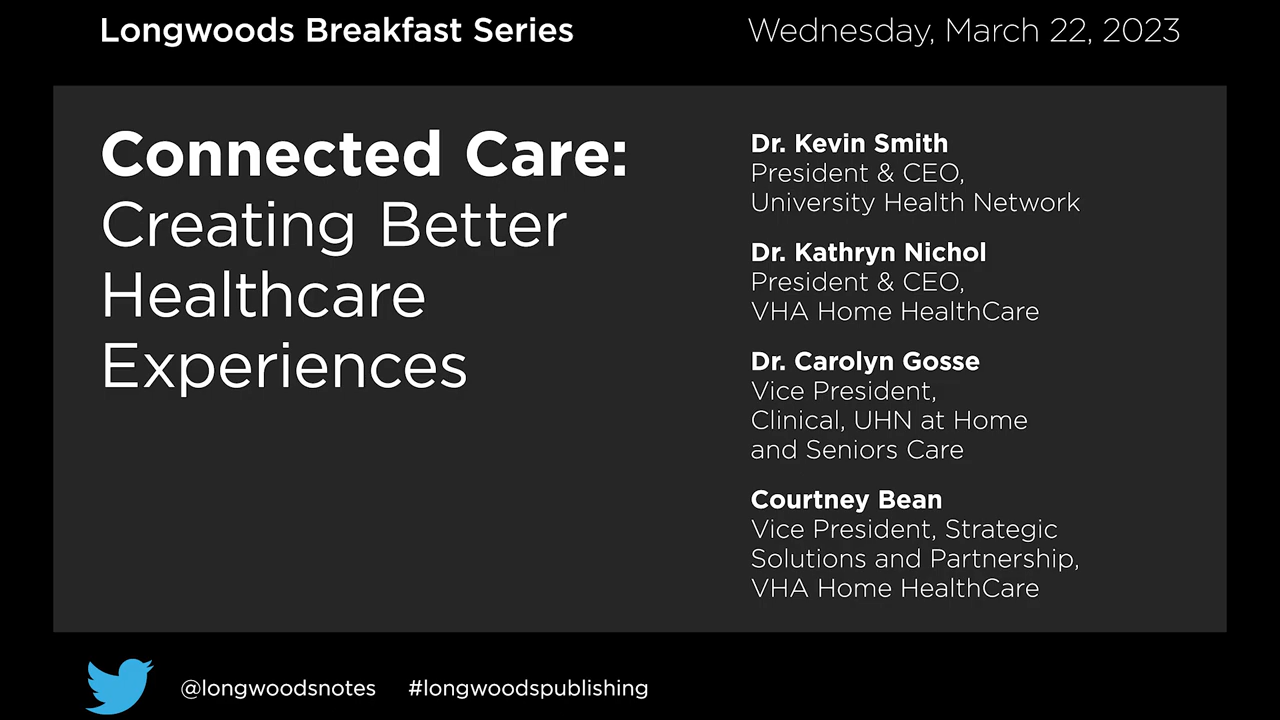 Longwoods Breakfast Series
Wednesday, March 22, 2023
Connected Care:
Creating Better
Healthcare
Experiences
Dr. Kevin Smith
President & CEO,
University Health Network
Dr. Kathryn Nichol
President & CEO,
VHA Home HealthCare
Dr. Carolyn Gosse
Vice President,
Clinical, UHN at Home
and Seniors Care
Courtney Bean
Vice President, Strategic
Solutions and Partnership,
VHA Home HealthCare
@longwoodsnotes #longwoodspublishing